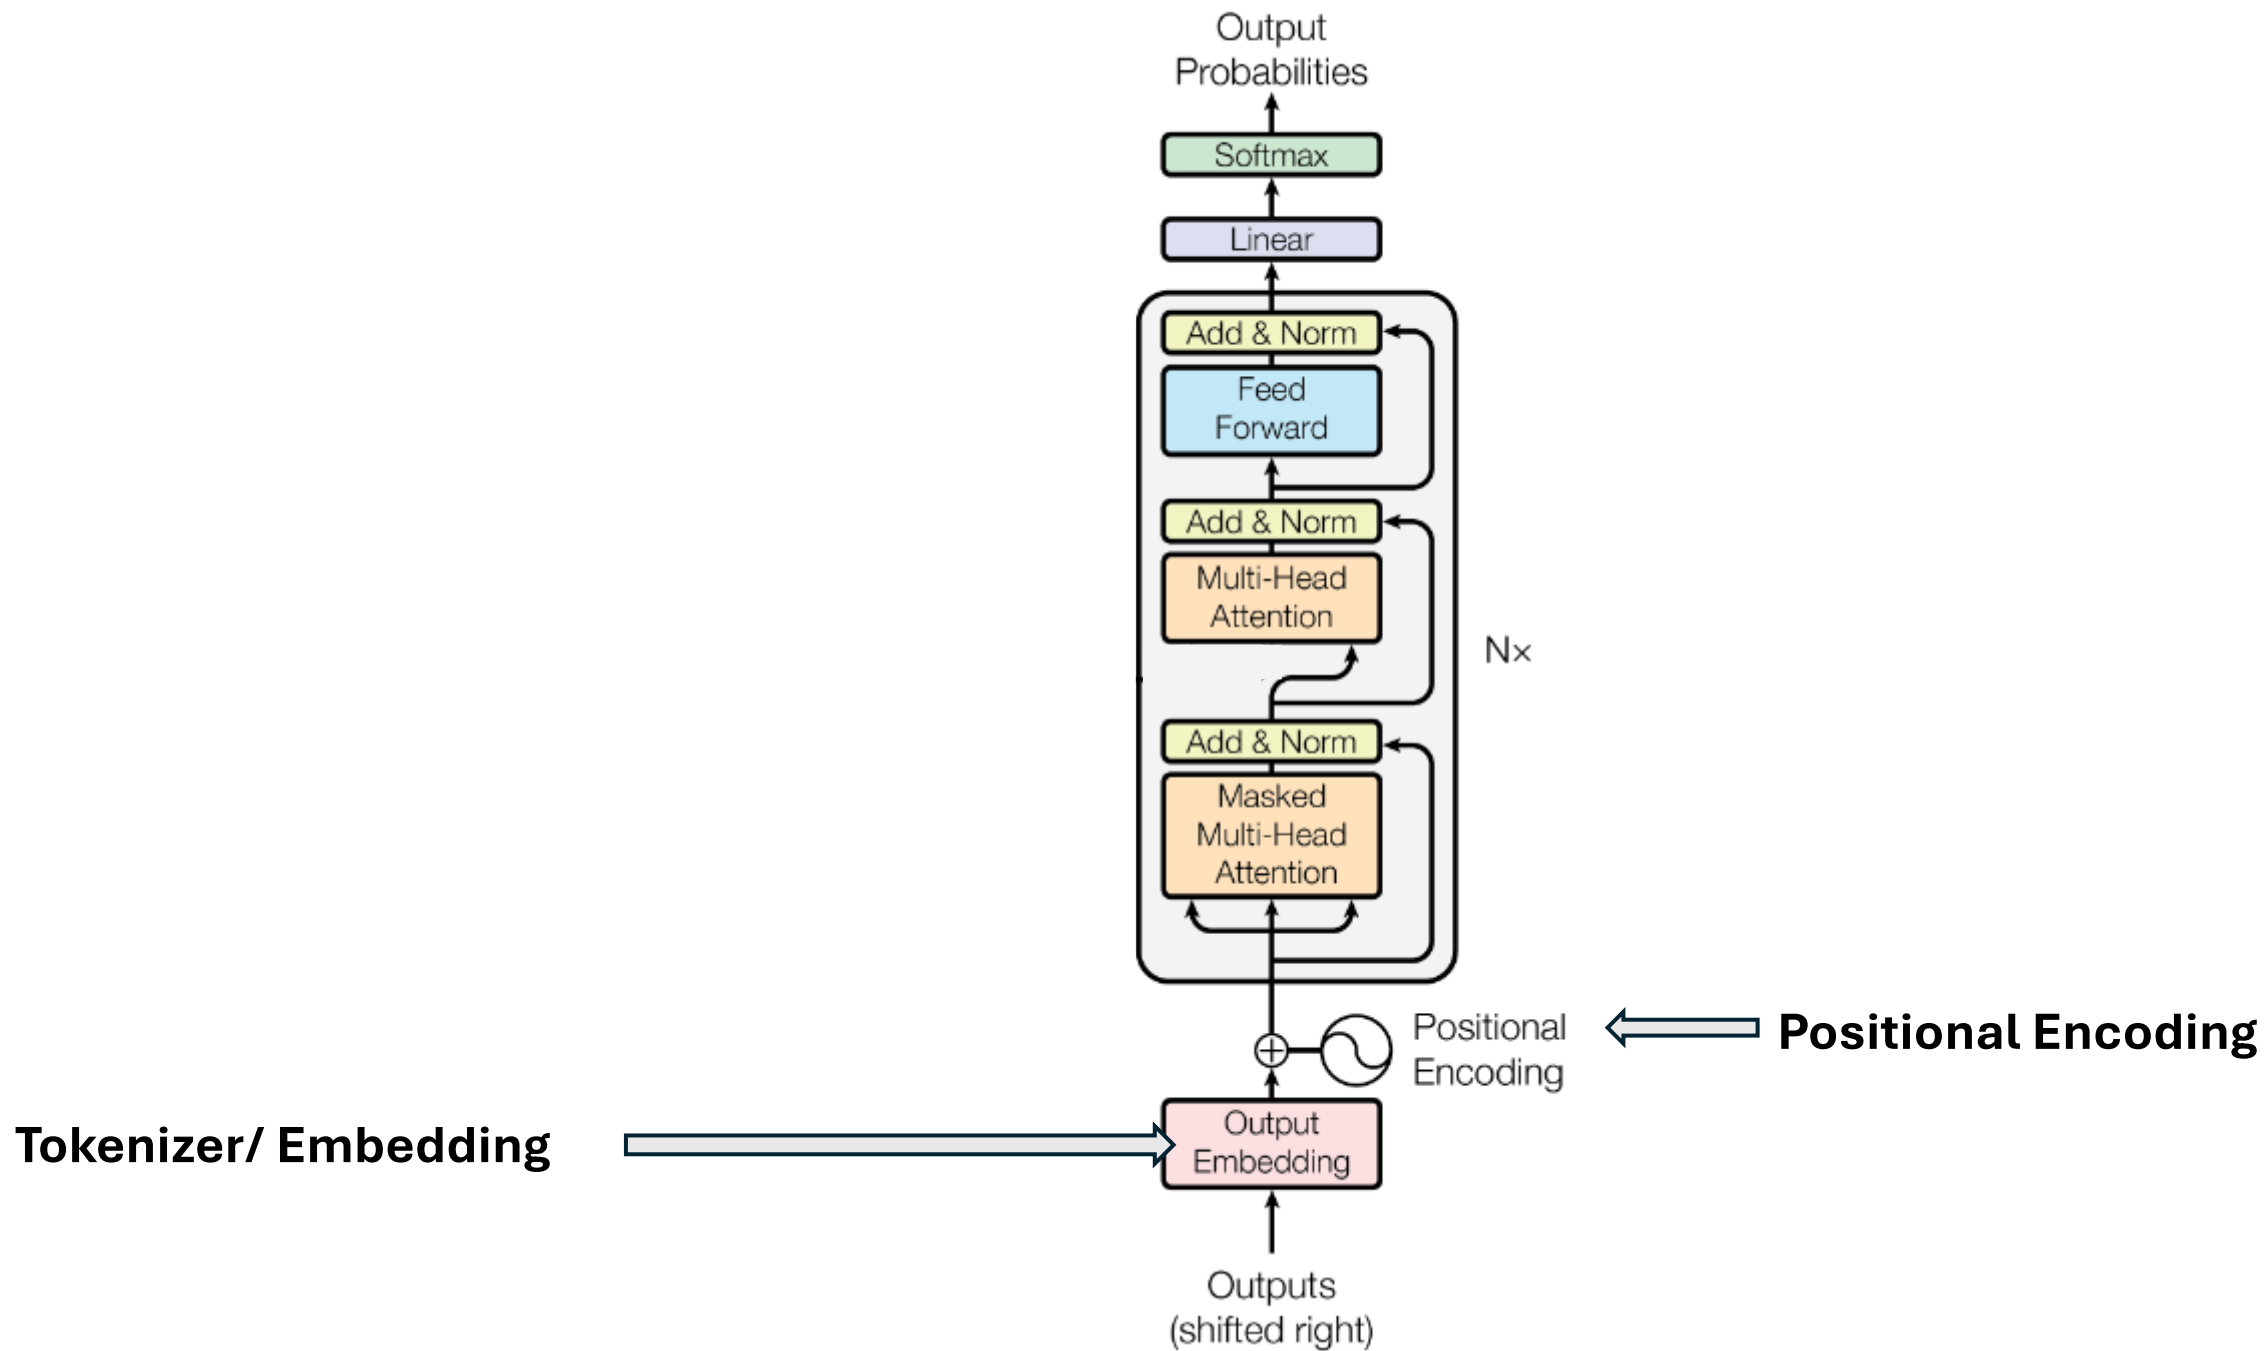 Output
Probabilities
Softmax
Linear
Add & Norm
Feed
Forward
Add & Norm
Multi-Head
Attention
N×
Add & Norm
Masked
Multi-Head
Attention
Positional
Encoding
Positional Encoding
Tokenizer/ Embedding
Output
Embedding
Outputs
(shifted right)